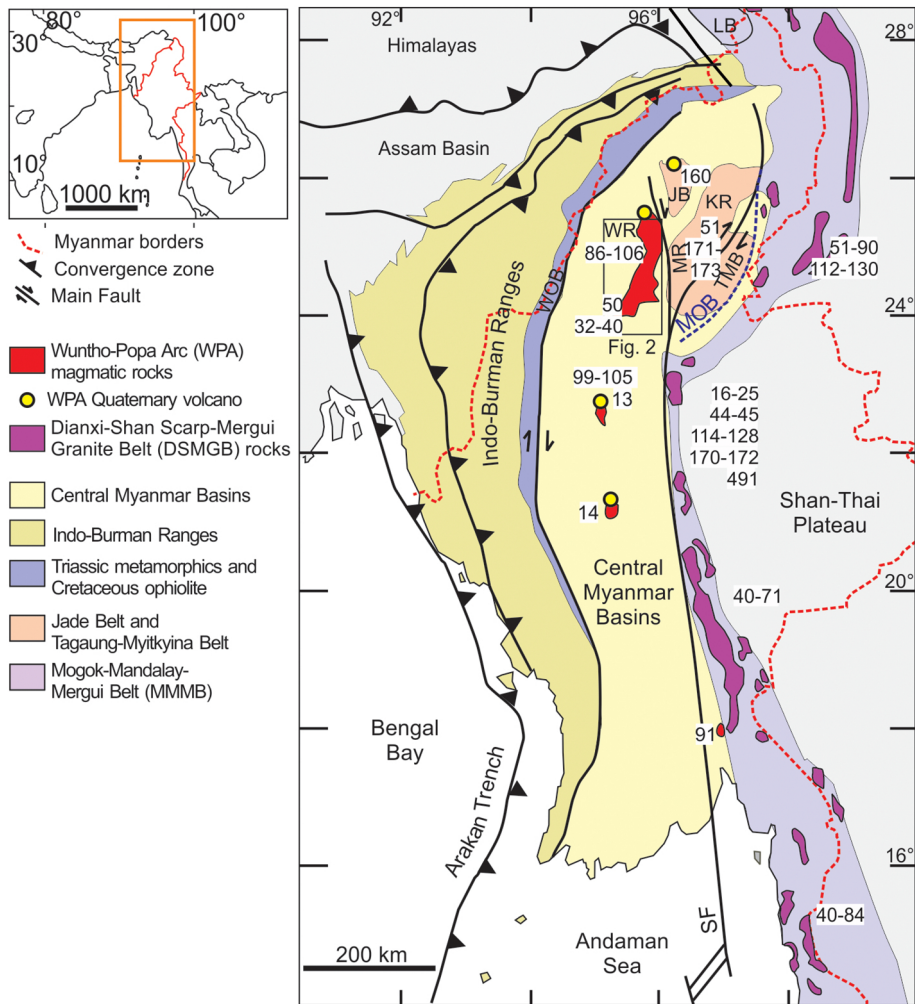 80°
100°
30°
10°
1000 km
Myanmar borders
Convergence zone
Main Fault
Wuntho-Popa Arc (WPA)
magmatic rocks
WPA Quaternary volcano
Dianxi-Shan Scarp-Mergui
Granite Belt (DSMGB) rocks
Central Myanmar Basins
Indo-Burman Ranges
Triassic metamorphics and
Cretaceous ophiolite
Jade Belt and
Tagaung-Myitkyina Belt
Mogok-Mandalay-
Mergui Belt (MMMB)
92°
96°
28°
24°
20°
16°
Himalayas
LB
Assam Basin
160
JB
KR
WR
51
86-106
MR
171-
173
TMB
51-90
112-130
WOB
MOB
50
32-40
Fig. 2
Indo-Burman Ranges
99-105
13
16-25
44-45
114-128
170-172
491
14
Shan-Thai
Plateau
Central
Myanmar
Basins
40-71
91
Bengal
Bay
Arakan Trench
40-84
SF
Andaman
Sea
200 km